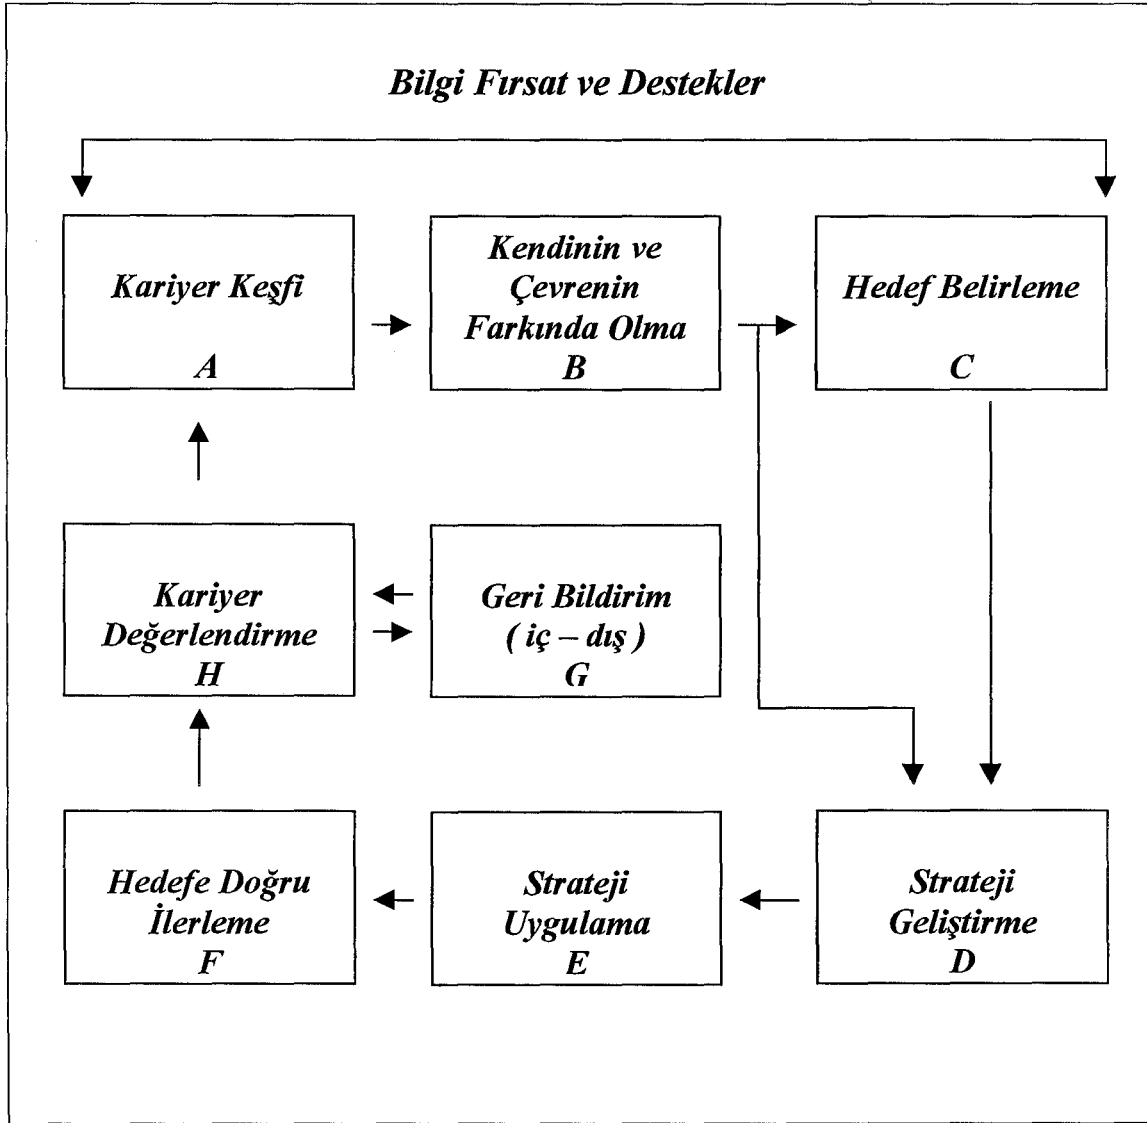 Bilgi Fırsat ve Destekler
Kariyer Keşfi
A
Kendinin ve
Çevrenin
Farkında Olma
B
Hedef Belirleme
C
Kariyer
Değerlendirme
H
Geri Bildirim
( iç – dış )
G
Hedefe Doğru
İlerleme
F
Strateji
Uygulama
E
Strateji
Geliştirme
D